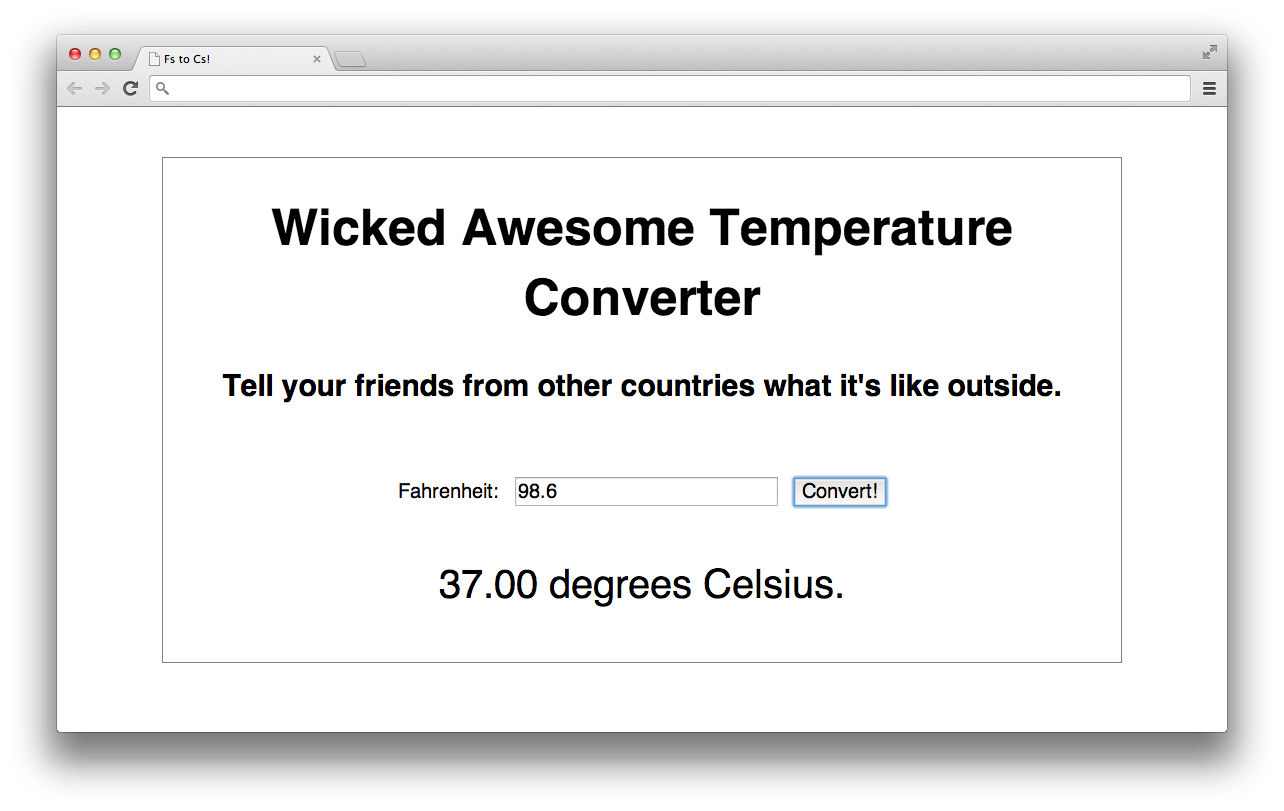 Fs to Cs!
Wicked Awesome Temperature
Converter
Tell your friends from other countries what it's like outside.
Fahrenheit: 98.6 Convert!
37.00 degrees Celsius.